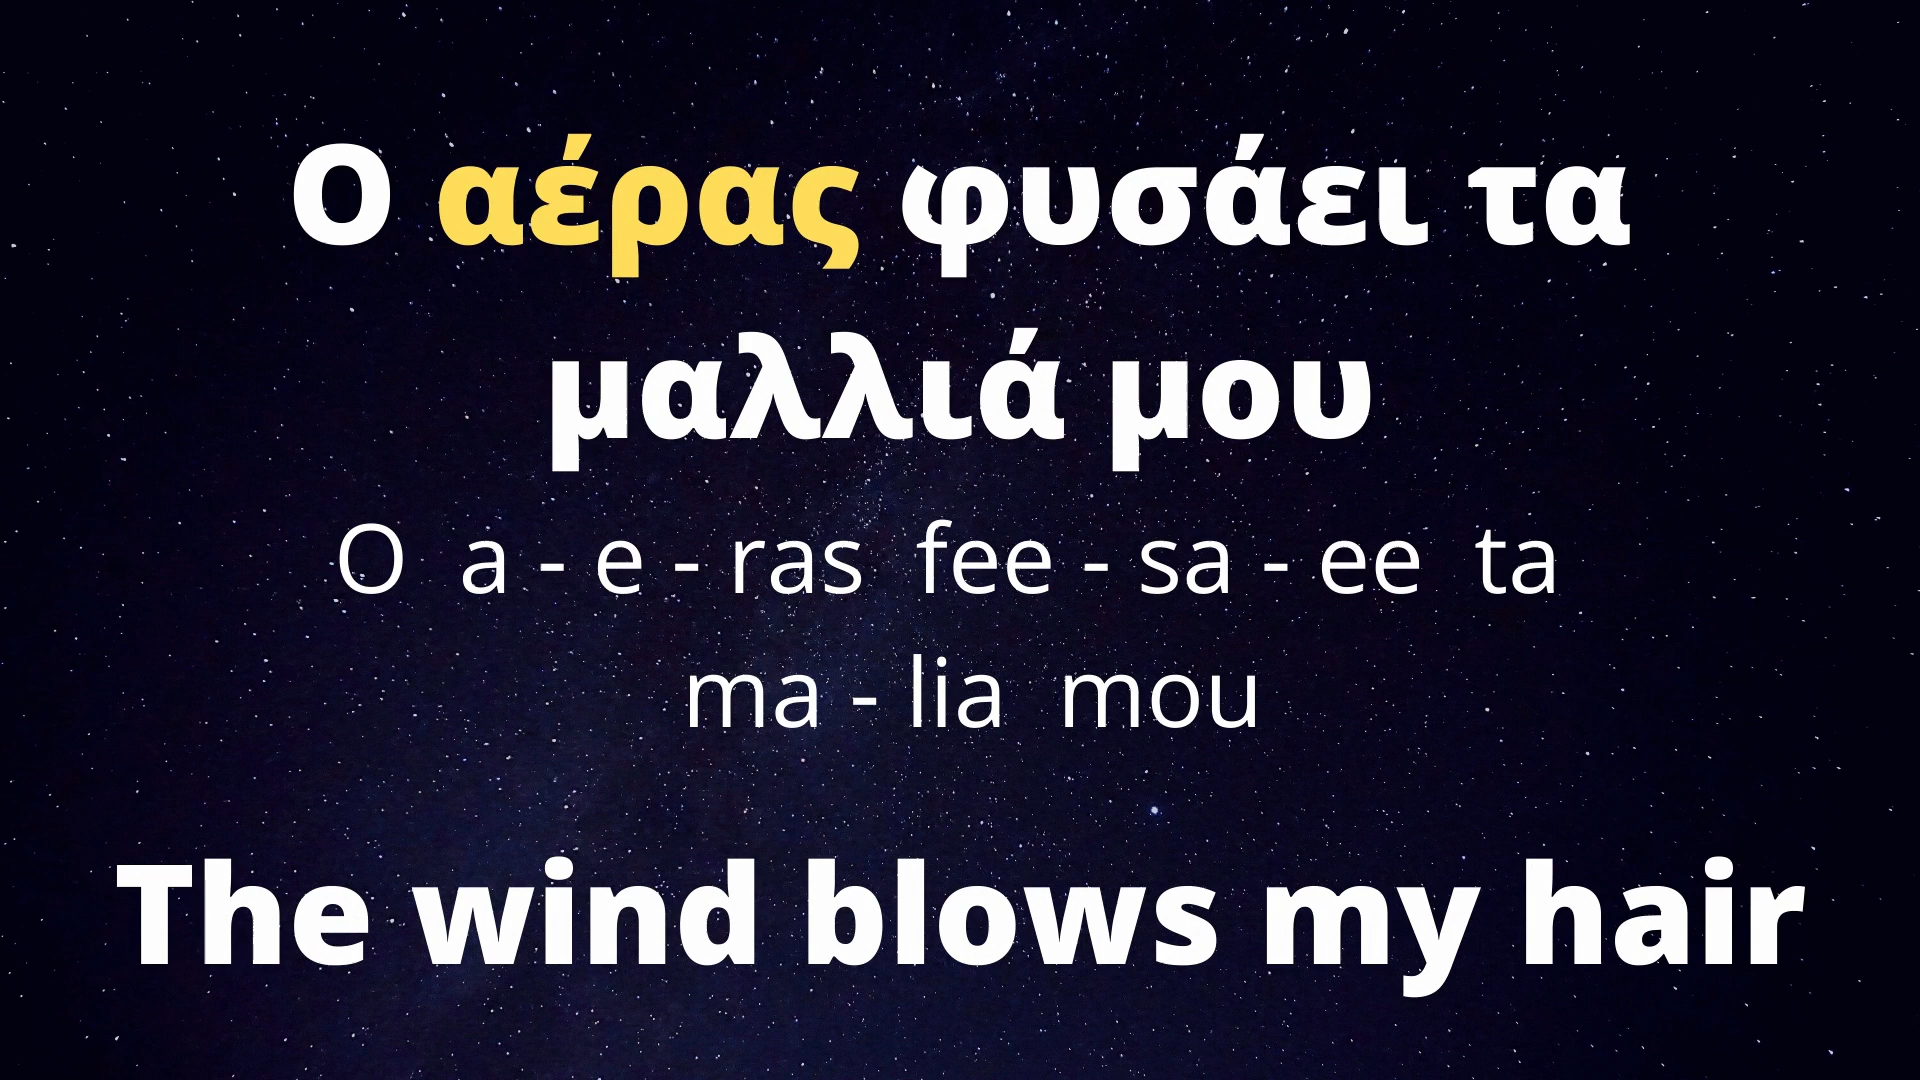 Ο αέρας φυσάει τα
μαλλιά μου
O a - e - ras fee - sa - ee ta
ma - lia mou
The wind blows my hair